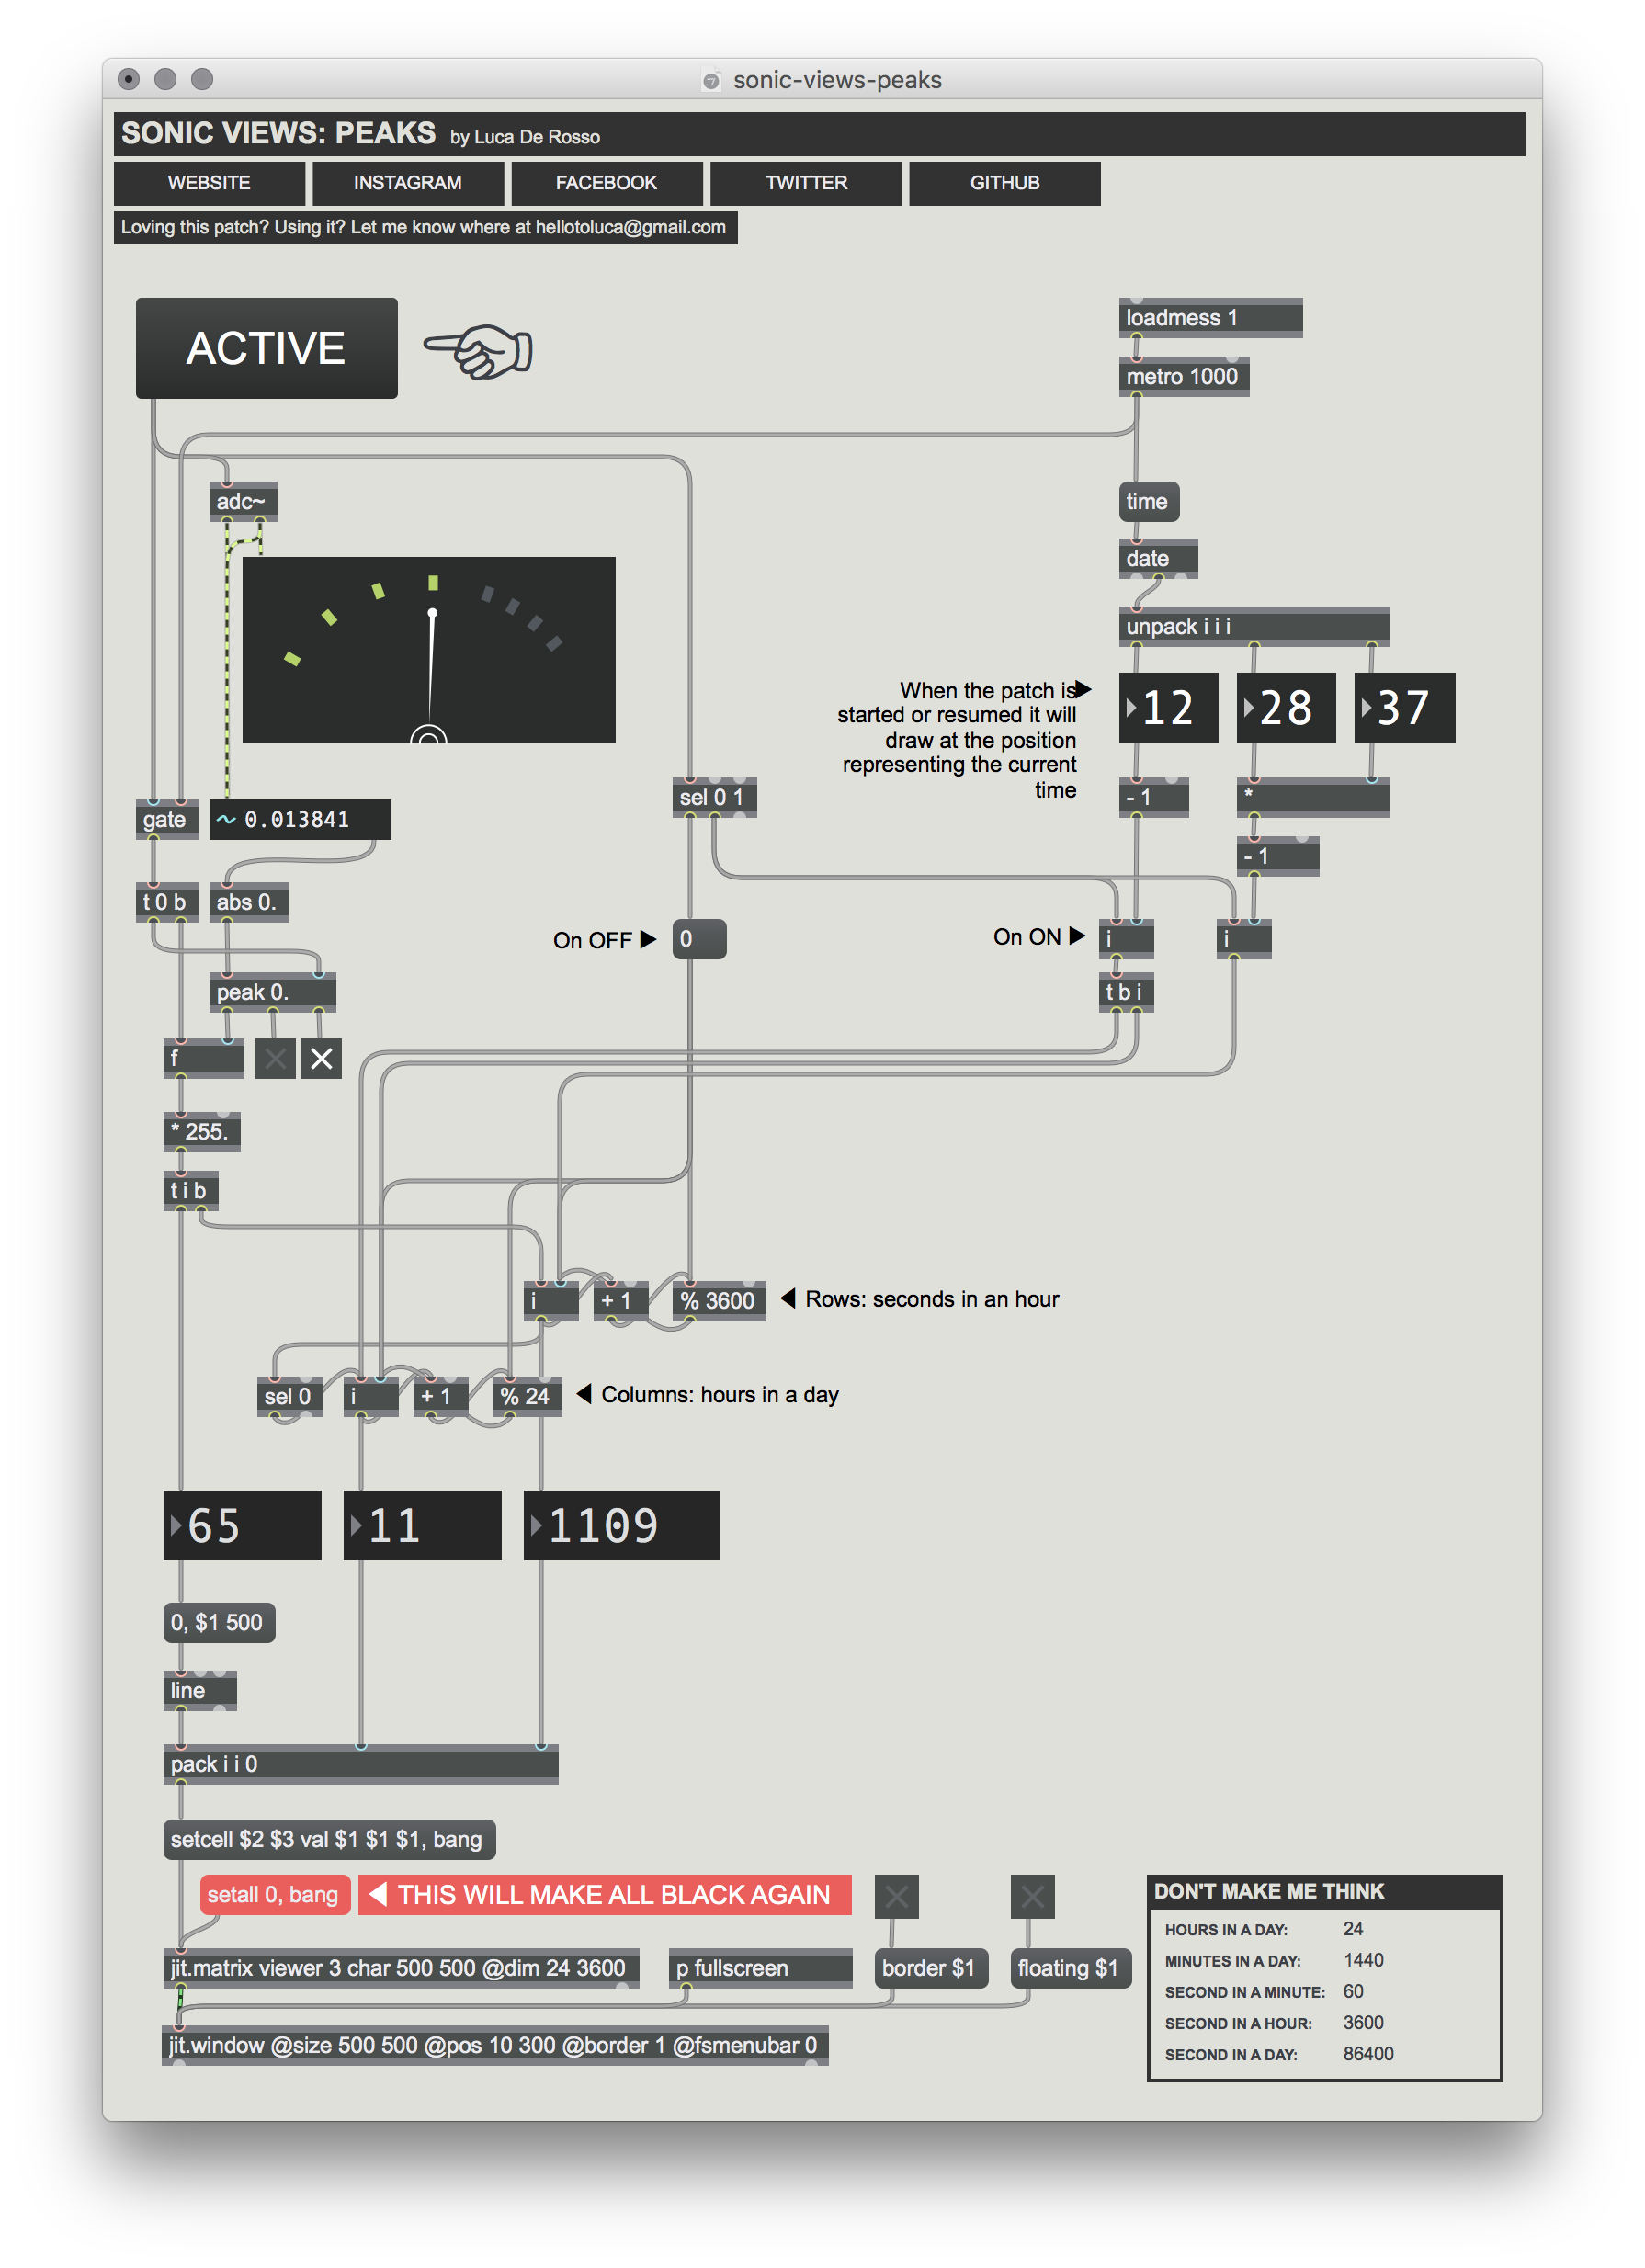 sonic-views-peaks
SONIC VIEWS: PEAKS by Luca De Rosso
WEBSITE
INSTAGRAM
FACEBOOK
TWITTER
GITHUB
Loving this patch? Using it? Let me know where at hellotoluca@gmail.com
ACTIVE
loadmess 1
metro 1000
adc~
time
date
unpack i i i
When the patch is
started or resumed it will
draw at the position
representing the current
time
12
28
37
sel 0 1
- 1
*
gate
0.013841
- 1
t 0 b
abs 0.
On OFF
0
On ON
i
i
peak 0.
t b i
f
* 255.
t i b
i
+ 1
% 3600
Rows: seconds in an hour
sel 0
i
+ 1
% 24
Columns: hours in a day
65
11
1109
0, $1 500
line
pack i i 0
setcell $2 $3 val $1 $1 $1, bang
setall 0, bang
THIS WILL MAKE ALL BLACK AGAIN
jit.matrix viewer 3 char 500 500 @dim 24 3600
p fullscreen
border $1
floating $1
jit.window @size 500 500 @pos 10 300 @border 1 @fsmenubar 0
DON'T MAKE ME THINK
HOURS IN A DAY: 24
MINUTES IN A DAY: 1440
SECOND IN A MINUTE: 60
SECOND IN A HOUR: 3600
SECOND IN A DAY: 86400